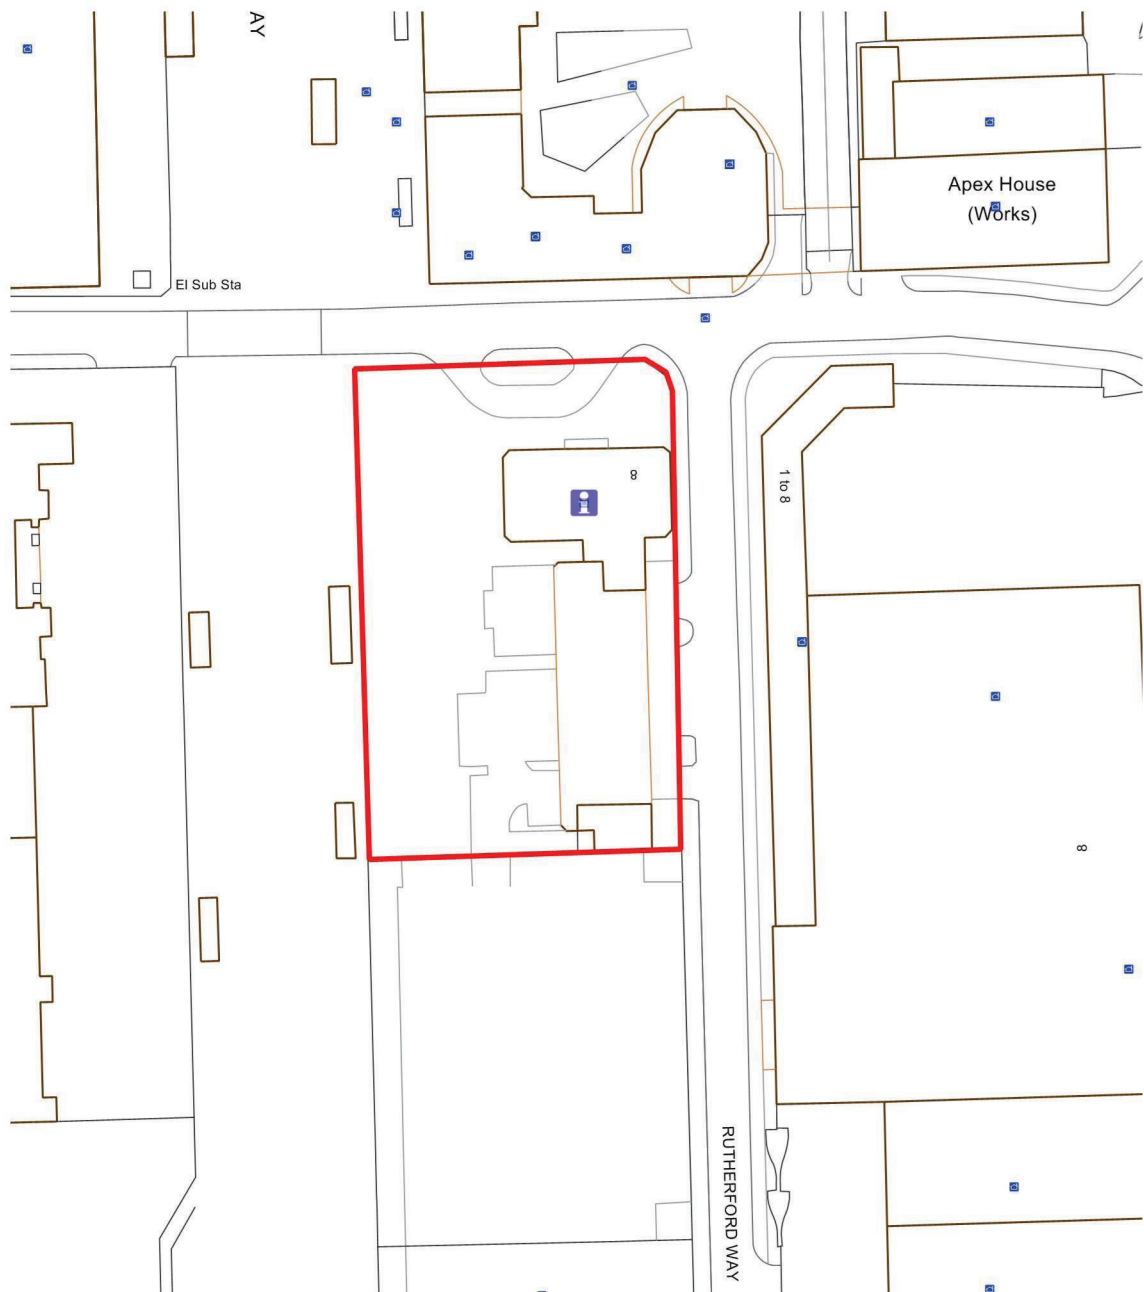 AY
Apex House
(Works)
El Sub Sta
8
1 to 8
8
RUTHERFORD WAY